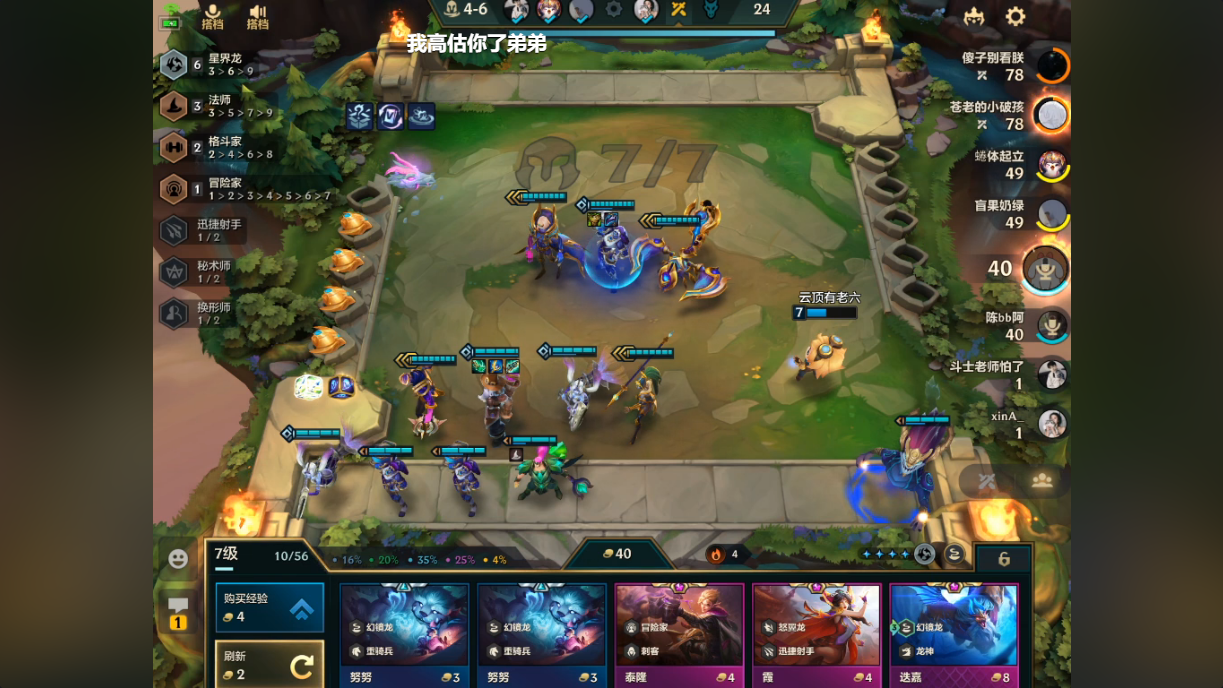 搭档
搭档
4-6
24
我高估你了弟弟
6
星界龙
3 > 6 > 9
3
法师
3 > 5 > 7 > 9
2
格斗家
2 > 4 > 6 > 8
1
冒险家
1 > 2 > 3 > 4 > 5 > 6 > 7
迅捷射手
1 / 2
秘术师
1 / 2
换形师
1 / 2
7/7
云顶有老六
7
傻子别看朕
78
苍老的小破孩
78
蜷体起立
49
盲果奶绿
49
40
陈bb阿
40
斗士老师怕了
1
xinA_
1
7级
10/56
16%
20%
35%
25%
4%
40
4
1
购买经验
4
刷新
2
幻镜龙
重骑兵
努努
3
幻镜龙
重骑兵
努努
3
冒险家
刺客
泰隆
4
怒翼龙
迅捷射手
霞
4
幻镜龙
龙神
迭嘉
8